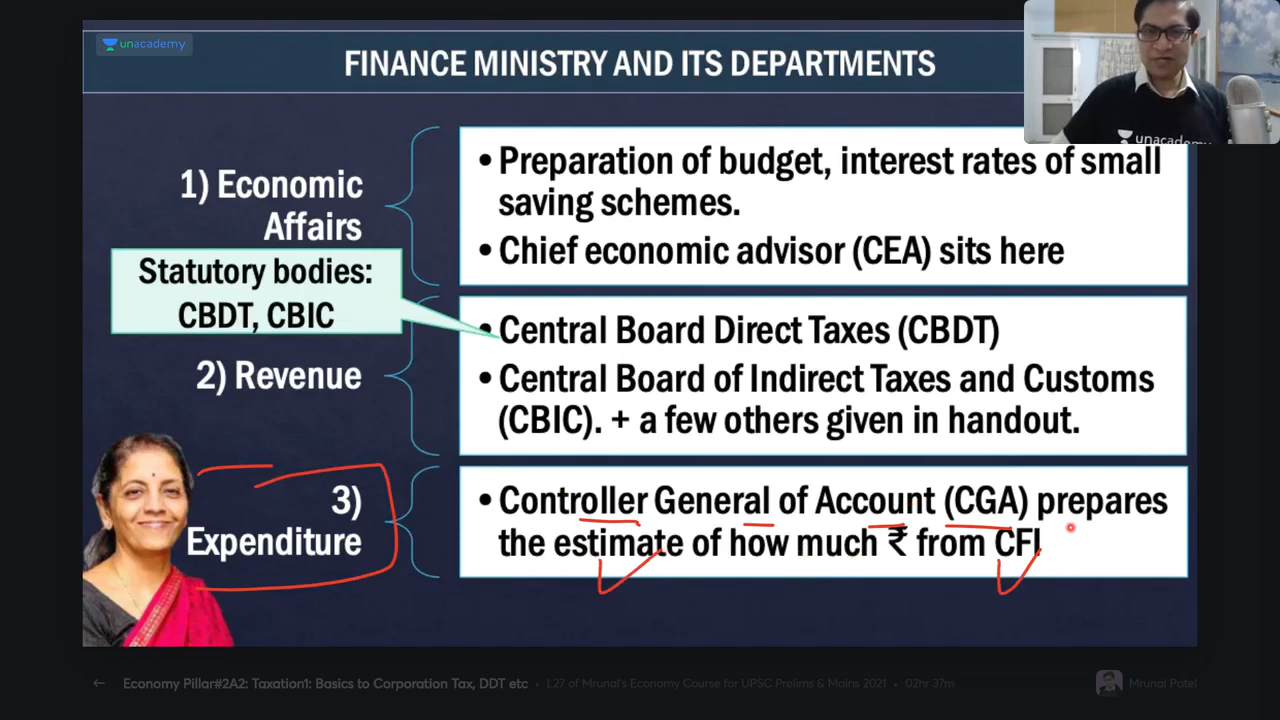 unacademy
FINANCE MINISTRY AND ITS DEPARTMENTS
unacademy
1) Economic
Affairs
• Preparation of budget, interest rates of small
saving schemes.
• Chief economic advisor (CEA) sits here
Statutory bodies:
CBDT, CBIC
2) Revenue
• Central Board Direct Taxes (CBDT)
• Central Board of Indirect Taxes and Customs
(CBIC). + a few others given in handout.
3)
Expenditure
• Controller General of Account (CGA) prepares
the estimate of how much ₹ from CFI
← Economy Pillar#2A2: Taxation1: Basics to Corporation Tax, DDT etc • L27 of Mrunal's Economy Course for UPSC Prelims & Mains 2021 • 02hr 37m
Mrunal Patel